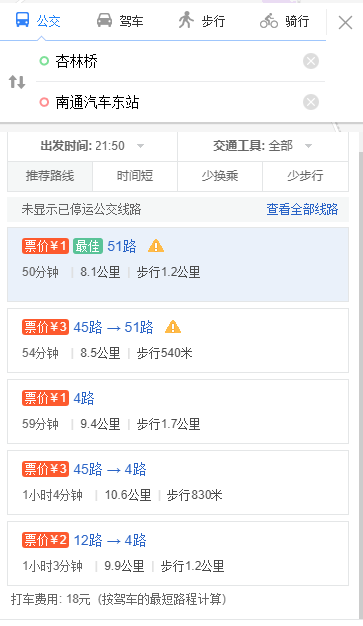 公交 驾车 步行 骑行
杏林桥
南通汽车东站
出发时间: 21:50 交通工具: 全部
推荐路线 时间短 少换乘 少步行
未显示已停运公交线路 查看全部线路
票价¥1 最佳 51路
50分钟 | 8.1公里 | 步行1.2公里
票价¥3 45路 → 51路
54分钟 | 8.5公里 | 步行540米
票价¥1 4路
59分钟 | 9.4公里 | 步行1.7公里
票价¥3 45路 → 4路
1小时4分钟 | 10.6公里 | 步行830米
票价¥2 12路 → 4路
1小时3分钟 | 9.9公里 | 步行1.2公里
打车费用: 18元（按驾车的最短路程计算）